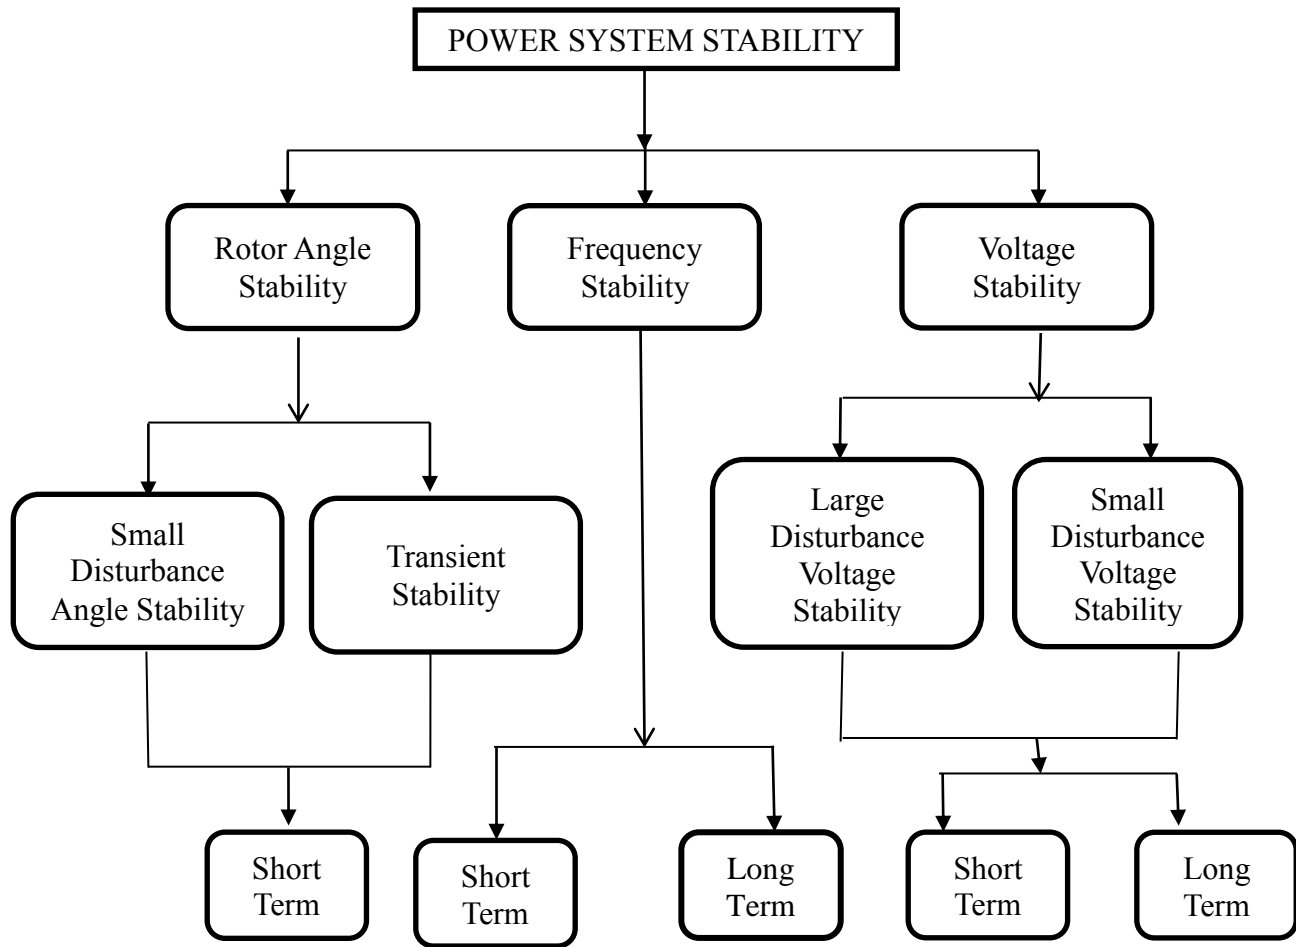 POWER SYSTEM STABILITY
Rotor Angle
Stability
Frequency
Stability
Voltage
Stability
Small
Disturbance
Angle Stability
Transient
Stability
Large
Disturbance
Voltage
Stability
Small
Disturbance
Voltage
Stability
Short
Term
Short
Term
Long
Term
Short
Term
Long
Term